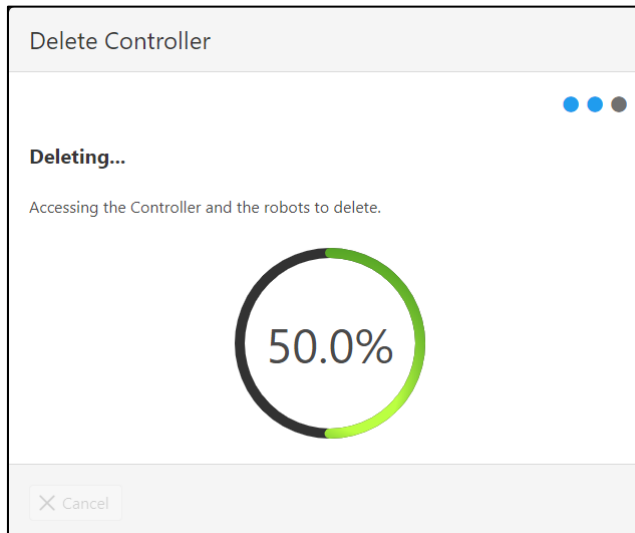 Delete Controller
Deleting...
Accessing the Controller and the robots to delete.
50.0%
Cancel